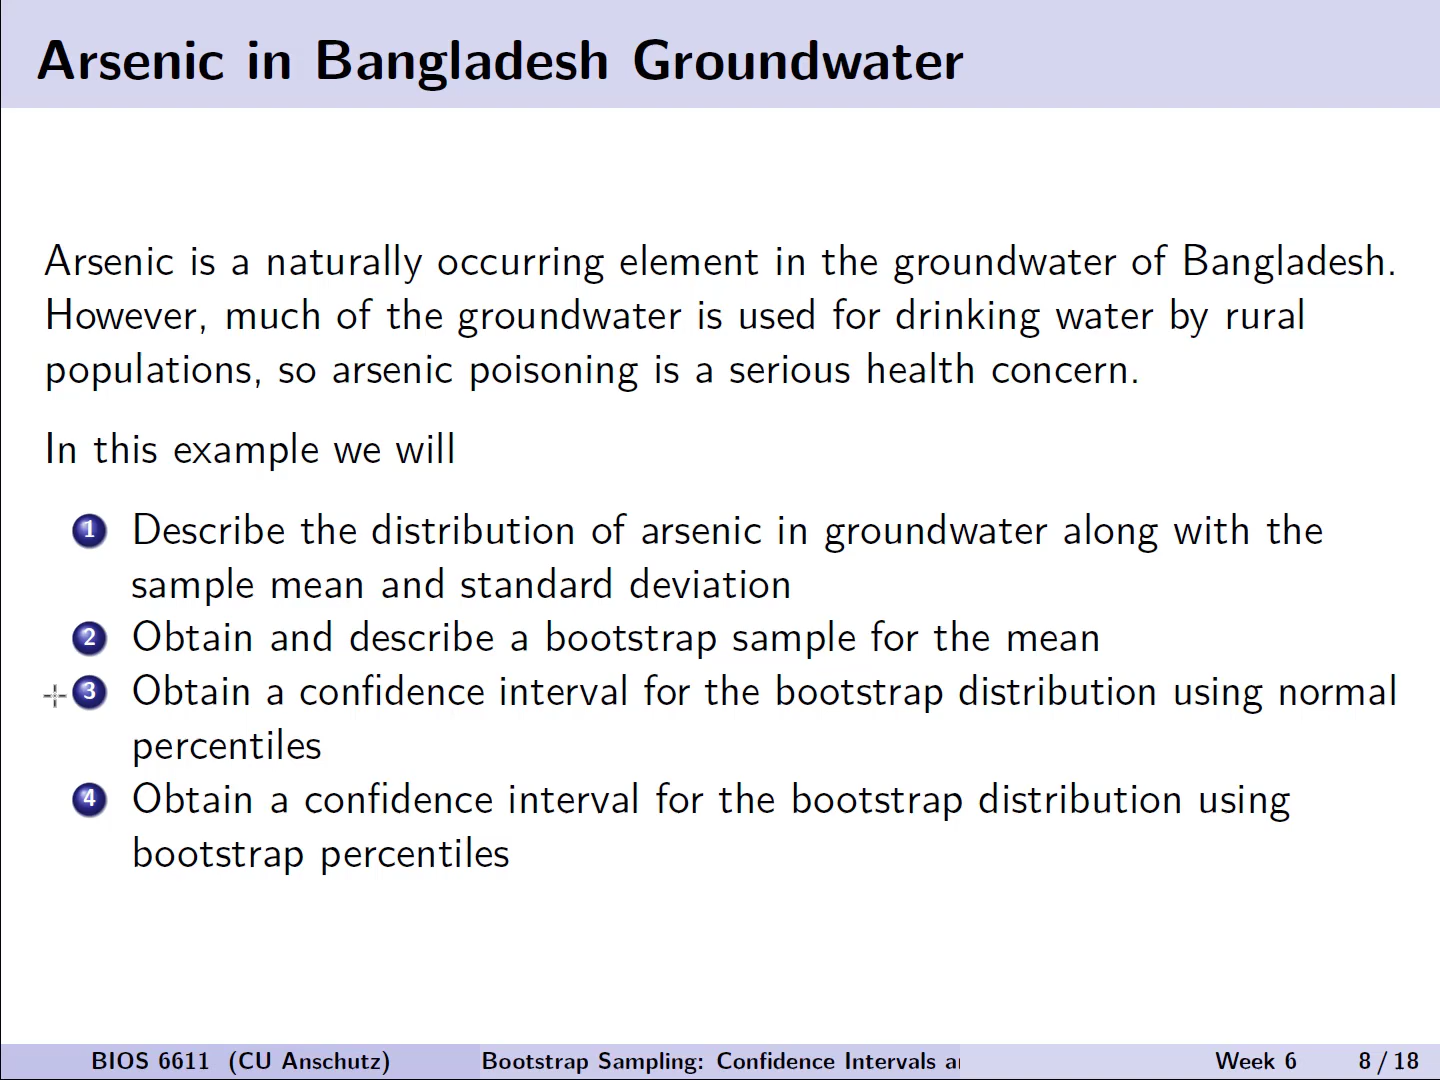 Arsenic in Bangladesh Groundwater
Arsenic is a naturally occurring element in the groundwater of Bangladesh.
However, much of the groundwater is used for drinking water by rural
populations, so arsenic poisoning is a serious health concern.
In this example we will
1 Describe the distribution of arsenic in groundwater along with the
sample mean and standard deviation
2 Obtain and describe a bootstrap sample for the mean
3 Obtain a confidence interval for the bootstrap distribution using normal
percentiles
4 Obtain a confidence interval for the bootstrap distribution using
bootstrap percentiles
BIOS 6611 (CU Anschutz) Bootstrap Sampling: Confidence Intervals Week 6 8 / 18